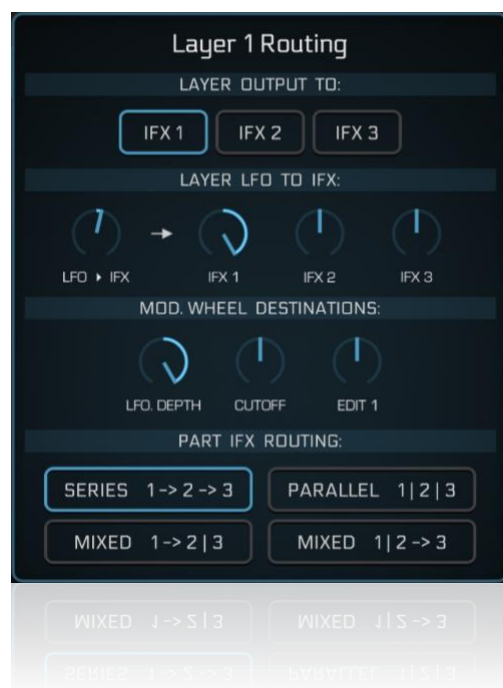 Layer 1 Routing
LAYER OUTPUT TO:
IFX 1 IFX 2 IFX 3
LAYER LFO TO IFX:
LFO ▸ IFX IFX 1 IFX 2 IFX 3
MOD. WHEEL DESTINATIONS:
LFO. DEPTH CUTOFF EDIT 1
PART IFX ROUTING:
SERIES 1 -> 2 -> 3 PARALLEL 1 | 2 | 3
MIXED 1 -> 2 | 3 MIXED 1 | 2 -> 3